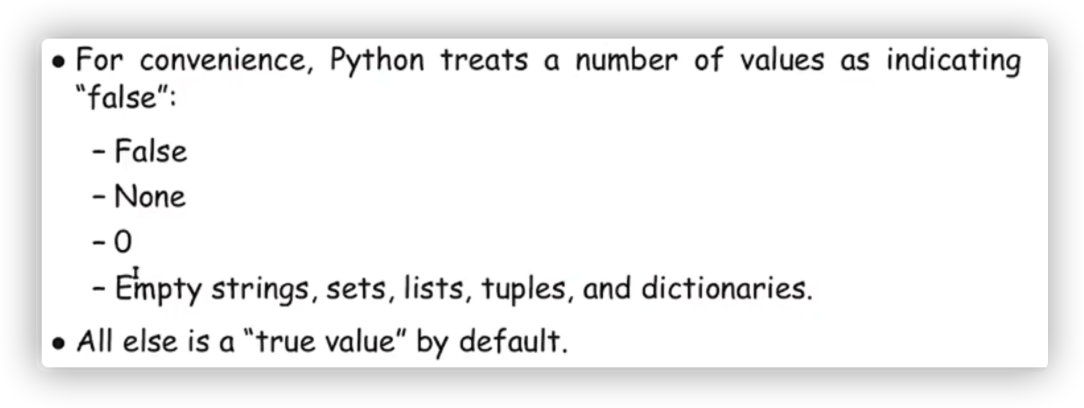 • For convenience, Python treats a number of values as indicating
“false”:
– False
– None
– 0
– Empty strings, sets, lists, tuples, and dictionaries.
• All else is a “true value” by default.